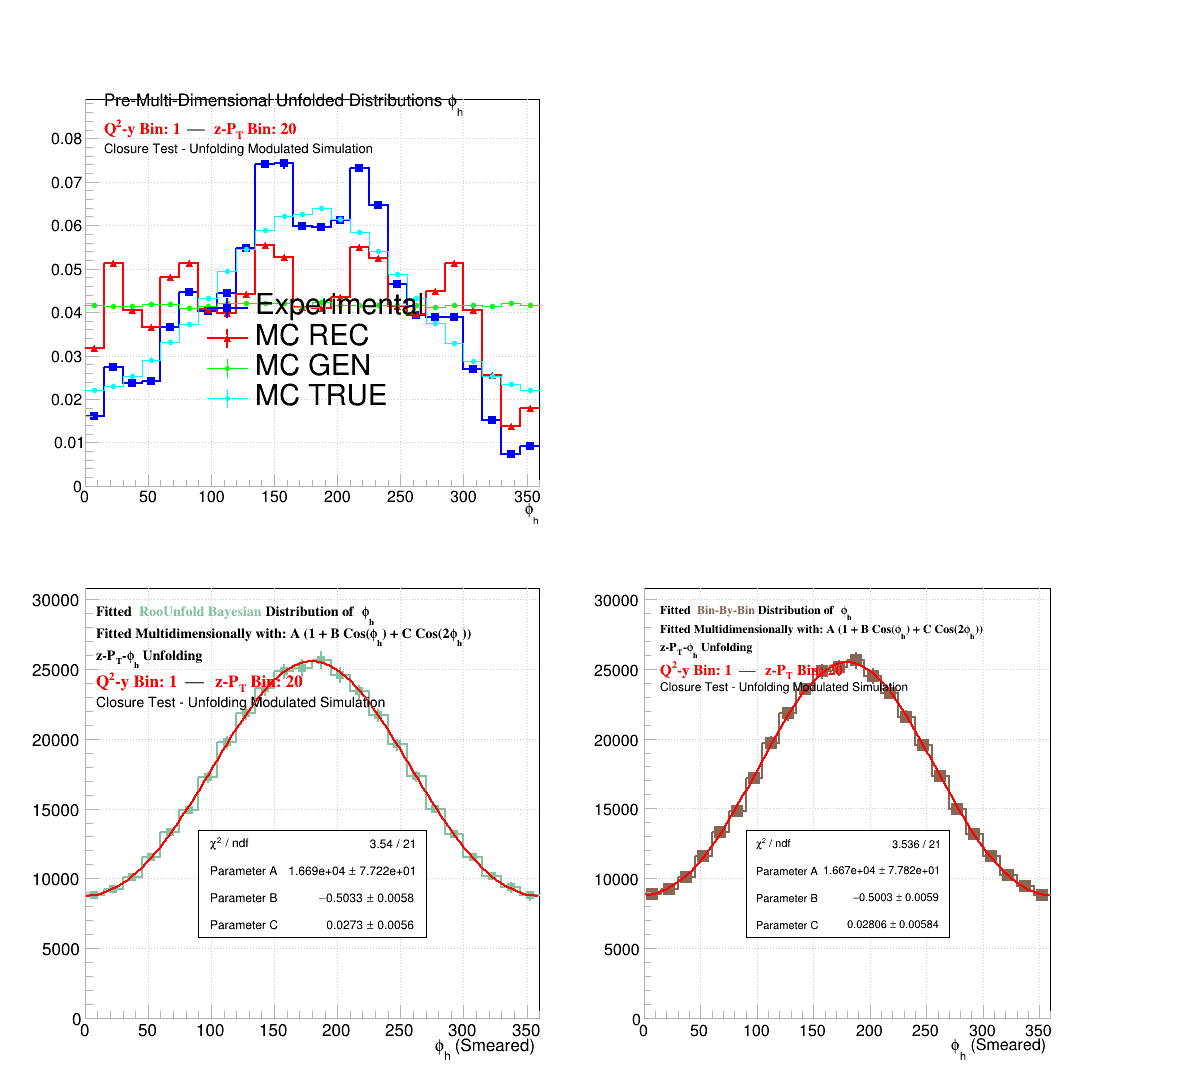 Pre-Multi-Dimensional Unfolded Distributions ϕh
Q²-y Bin: 1 — z-PT Bin: 20
Closure Test - Unfolding Modulated Simulation
0.08
0.07
0.06
0.05
0.04
0.03
0.02
0.01
0
Experimental
MC REC
MC GEN
MC TRUE
0 50 100 150 200 250 300 350
ϕh
Fitted RooUnfold Bayesian Distribution of ϕh
Fitted Multidimensionally with: A (1 + B Cos(ϕh) + C Cos(2ϕh))
z-PT-ϕh Unfolding
Q²-y Bin: 1 — z-PT Bin: 20
Closure Test - Unfolding Modulated Simulation
30000
25000
20000
15000
10000
5000
0
χ² / ndf 3.54 / 21
Parameter A 1.669e+04 ± 7.722e+01
Parameter B −0.5033 ± 0.0058
Parameter C 0.0273 ± 0.0056
0 50 100 150 200 250 300 350
ϕh (Smeared)
Fitted Bin-By-Bin Distribution of ϕh
Fitted Multidimensionally with: A (1 + B Cos(ϕh) + C Cos(2ϕh))
z-PT-ϕh Unfolding
Q²-y Bin: 1 — z-PT Bin: 20
Closure Test - Unfolding Modulated Simulation
30000
25000
20000
15000
10000
5000
0
χ² / ndf 3.536 / 21
Parameter A 1.667e+04 ± 7.782e+01
Parameter B −0.5003 ± 0.0059
Parameter C 0.02806 ± 0.00584
0 50 100 150 200 250 300 350
ϕh (Smeared)